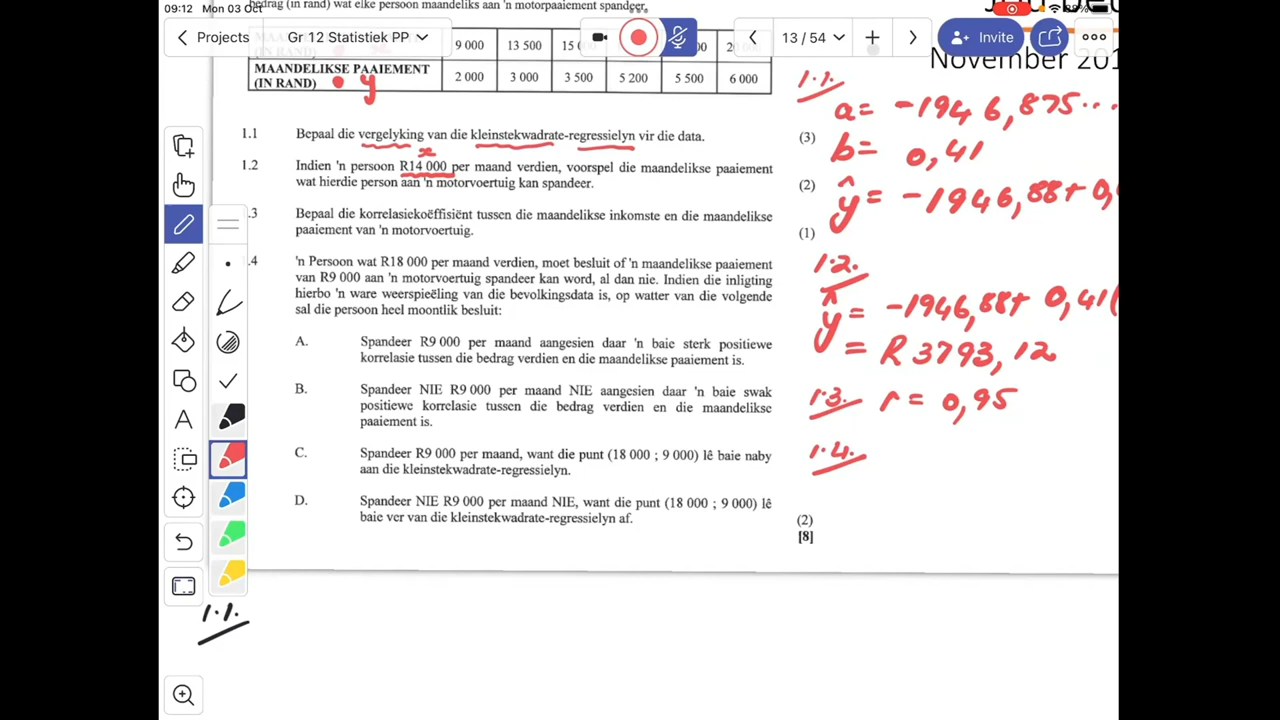 09:12 Mon 03 Oct
bedrag (in rand) wat elke persoon maandeliks aan 'n motorpaaiement spandeer.
Projects
Gr 12 Statistiek PP
13 / 54
Invite
November 201
9 000 13 500
MAANDELIKSE PAAIEMENT (IN RAND) y 2 000 3 000 3 500 5 200 5 500 6 000
1.1 Bepaal die vergelyking van die kleinstekwadrate-regressielyn vir die data. (3)
x
1.2 Indien 'n persoon R14 000 per maand verdien, voorspel die maandelikse paaiement
wat hierdie person aan 'n motorvoertuig kan spandeer. (2)
.3 Bepaal die korrelasiekoëffisiënt tussen die maandelikse inkomste en die maandelikse
paaiement van 'n motorvoertuig. (1)
.4 'n Persoon wat R18 000 per maand verdien, moet besluit of 'n maandelikse paaiement
van R9 000 aan 'n motorvoertuig spandeer kan word, al dan nie. Indien die inligting
hierbo 'n ware weerspieëling van die bevolkingsdata is, op watter van die volgende
sal die persoon heel moontlik besluit:
A. Spandeer R9 000 per maand aangesien daar 'n baie sterk positiewe
korrelasie tussen die bedrag verdien en die maandelikse paaiement is.
B. Spandeer NIE R9 000 per maand NIE aangesien daar 'n baie swak
positiewe korrelasie tussen die bedrag verdien en die maandelikse
paaiement is.
C. Spandeer R9 000 per maand, want die punt (18 000 ; 9 000) lê baie naby
aan die kleinstekwadrate-regressielyn.
D. Spandeer NIE R9 000 per maand NIE, want die punt (18 000 ; 9 000) lê
baie ver van die kleinstekwadrate-regressielyn af. (2)
[8]
1.1.
a = -1946,875...
b = 0,41
ŷ = -1946,88 + 0,
1.2.
ŷ = -1946,88 + 0,41(
= R 3793,12
1.3. r = 0,95
1.4.
A
1.1.